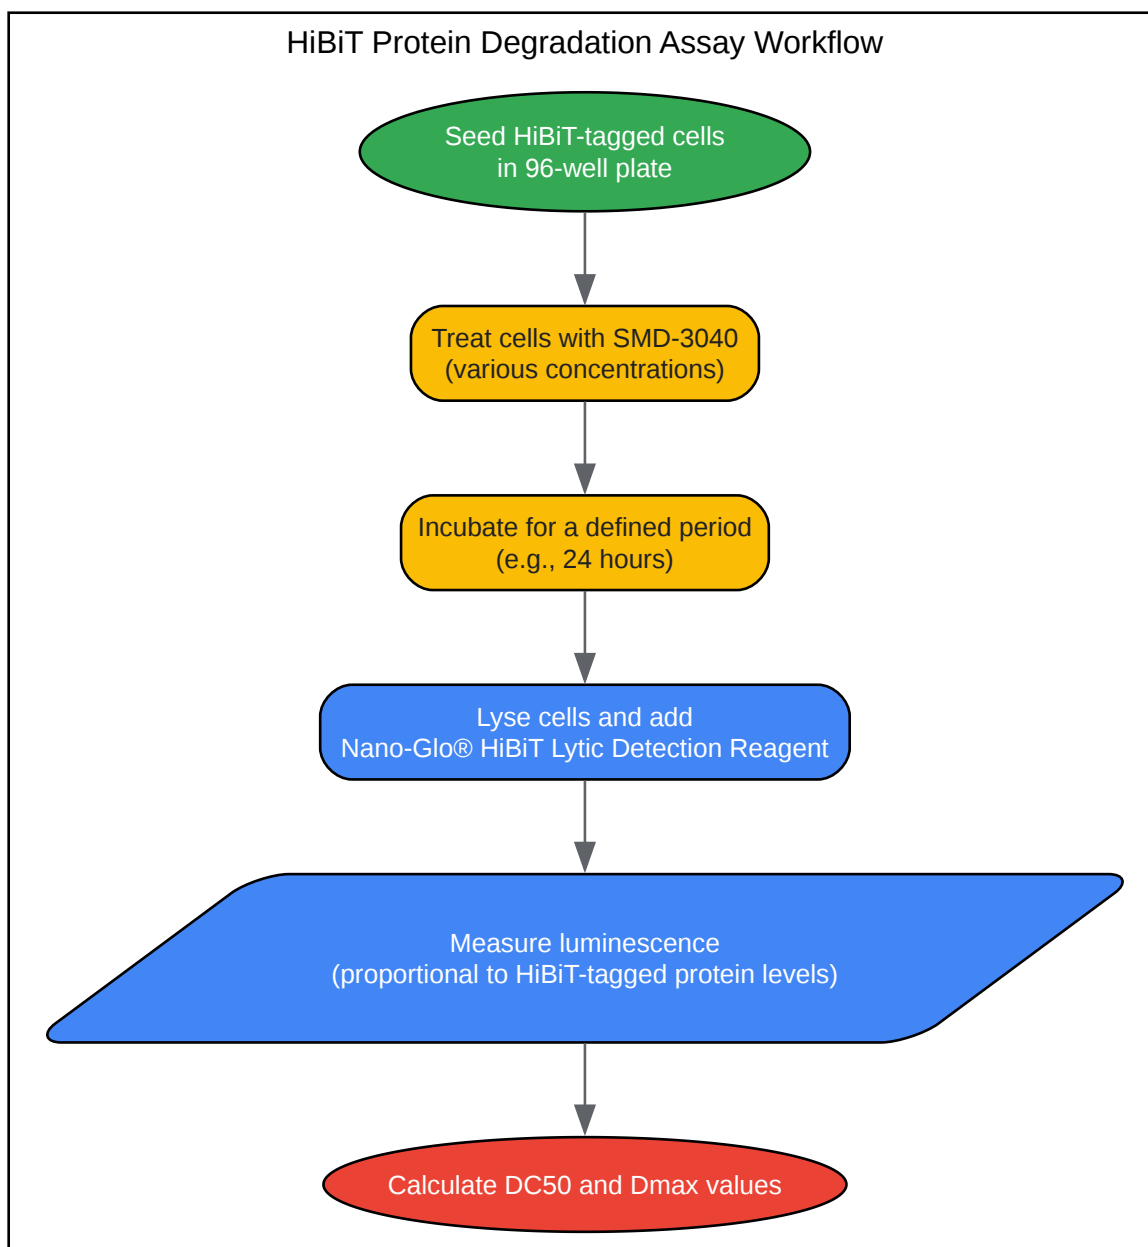 HiBiT Protein Degradation Assay Workflow
Seed HiBiT-tagged cells
in 96-well plate
Treat cells with SMD-3040
(various concentrations)
Incubate for a defined period
(e.g., 24 hours)
Lyse cells and add
Nano-Glo® HiBiT Lytic Detection Reagent
Measure luminescence
(proportional to HiBiT-tagged protein levels)
Calculate DC50 and Dmax values